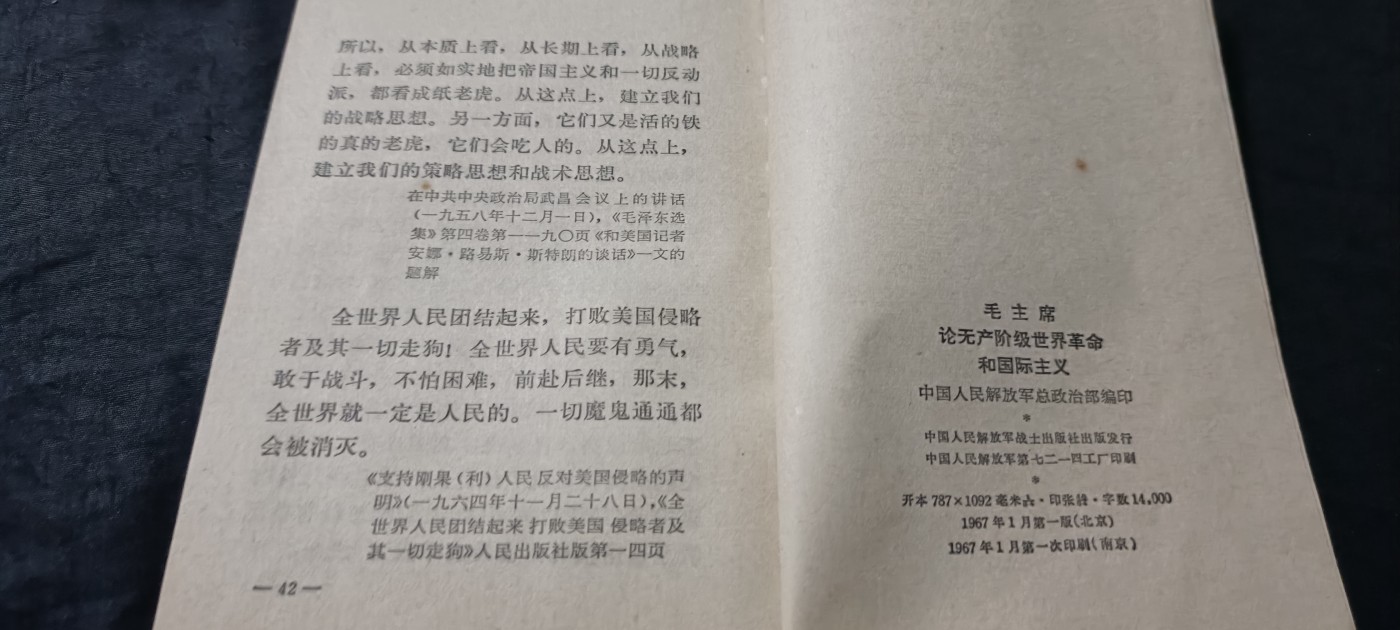 所以，从本质上看，从长期上看，从战略
上看，必须如实地把帝国主义和一切反动
派，都看成纸老虎。从这点上，建立我们
的战略思想。另一方面，它们又是活的铁
的真的老虎，它们会吃人的。从这点上，
建立我们的策略思想和战术思想。
在中共中央政治局武昌会议上的讲话
（一九五八年十二月一日），《毛泽东选
集》第四卷第一一九〇页《和美国记者
安娜·路易斯·斯特朗的谈话》一文的
题解
全世界人民团结起来，打败美国侵略
者及其一切走狗！全世界人民要有勇气，
敢于战斗，不怕困难，前赴后继，那末，
全世界就一定是人民的。一切魔鬼通通都
会被消灭。
《支持刚果（利）人民反对美国侵略的声
明》（一九六四年十一月二十八日），《全
世界人民团结起来 打败美国侵略者及
其一切走狗》人民出版社版第一四页
— 42 —
毛主席
论无产阶级世界革命
和国际主义
中国人民解放军总政治部编印
*
中国人民解放军战士出版社出版发行
中国人民解放军第七二一四工厂印刷
*
开本 787×1092 毫米 · 印张 · 字数 14,000
1967 年 1 月第一版（北京）
1967 年 1 月第一次印刷（南京）